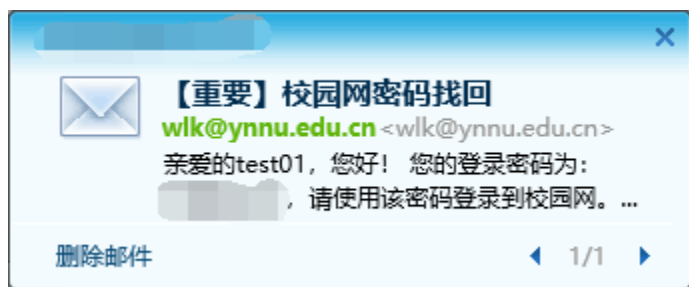 【重要】校园网密码找回
wlk@ynnu.edu.cn <wlk@ynnu.edu.cn>
亲爱的test01，您好！ 您的登录密码为：
，请使用该密码登录到校园网。...
删除邮件 1/1